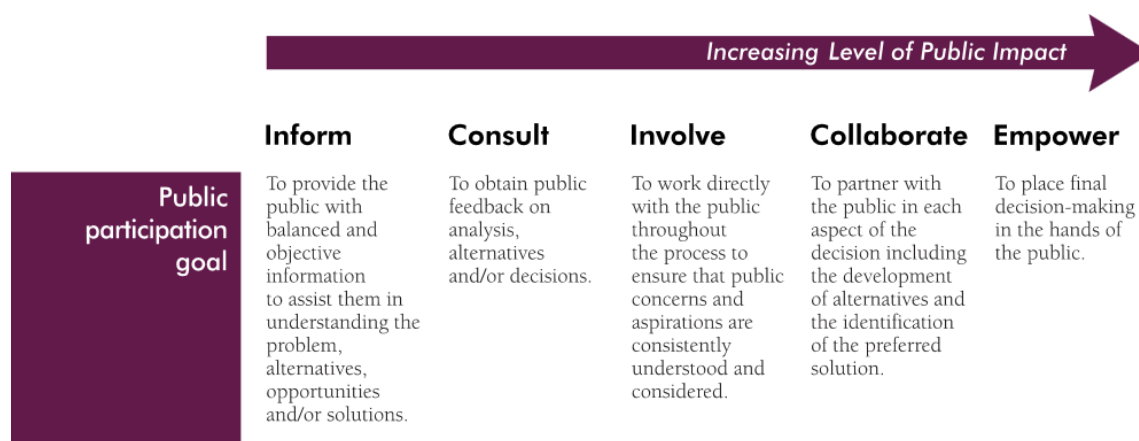 Increasing Level of Public Impact
Inform
Consult
Involve
Collaborate
Empower
Public
participation
goal
To provide the
public with
balanced and
objective
information
to assist them in
understanding the
problem,
alternatives,
opportunities
and/or solutions.
To obtain public
feedback on
analysis,
alternatives
and/or decisions.
To work directly
with the public
throughout
the process to
ensure that public
concerns and
aspirations are
consistently
understood and
considered.
To partner with
the public in each
aspect of the
decision including
the development
of alternatives and
the identification
of the preferred
solution.
To place final
decision-making
in the hands of
the public.